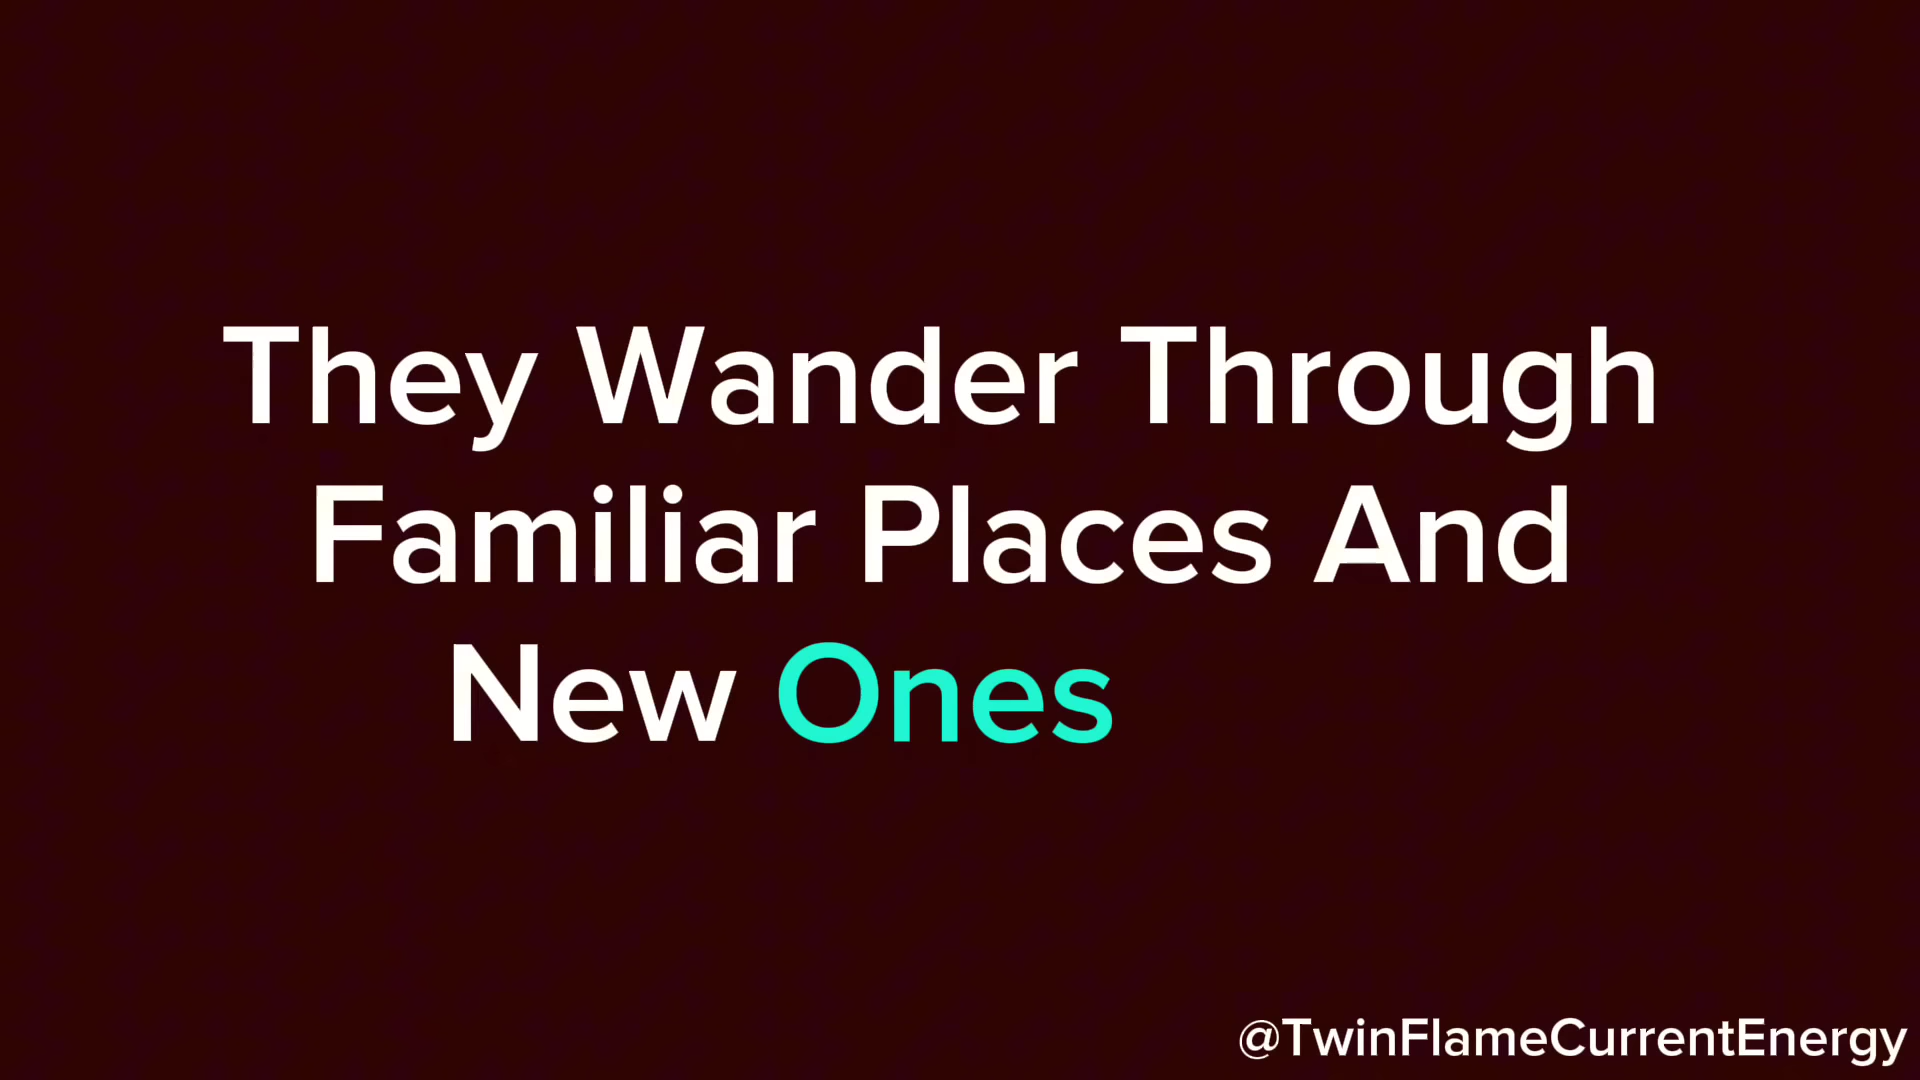 They Wander Through
Familiar Places And
New Ones
@TwinFlameCurrentEnergy